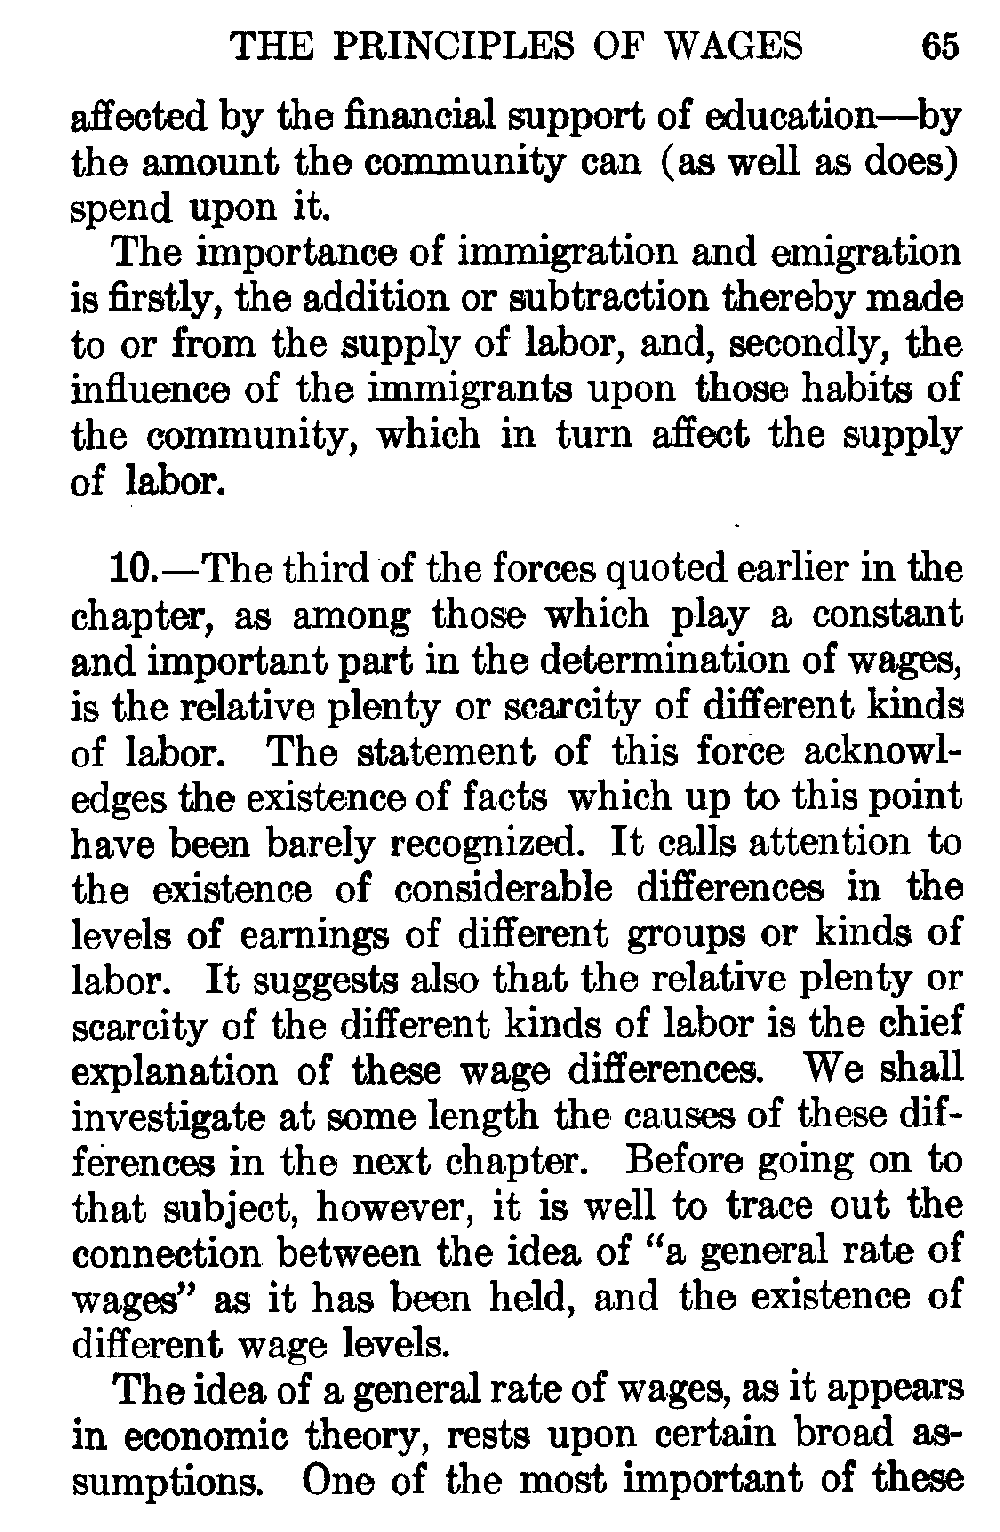 THE PRINCIPLES OF WAGES 65
affected by the financial support of education—by
the amount the community can (as well as does)
spend upon it.
The importance of immigration and emigration
is firstly, the addition or subtraction thereby made
to or from the supply of labor, and, secondly, the
influence of the immigrants upon those habits of
the community, which in turn affect the supply
of labor.
10.—The third of the forces quoted earlier in the
chapter, as among those which play a constant
and important part in the determination of wages,
is the relative plenty or scarcity of different kinds
of labor. The statement of this force acknowl-
edges the existence of facts which up to this point
have been barely recognized. It calls attention to
the existence of considerable differences in the
levels of earnings of different groups or kinds of
labor. It suggests also that the relative plenty or
scarcity of the different kinds of labor is the chief
explanation of these wage differences. We shall
investigate at some length the causes of these dif-
ferences in the next chapter. Before going on to
that subject, however, it is well to trace out the
connection between the idea of “a general rate of
wages” as it has been held, and the existence of
different wage levels.
The idea of a general rate of wages, as it appears
in economic theory, rests upon certain broad as-
sumptions. One of the most important of these